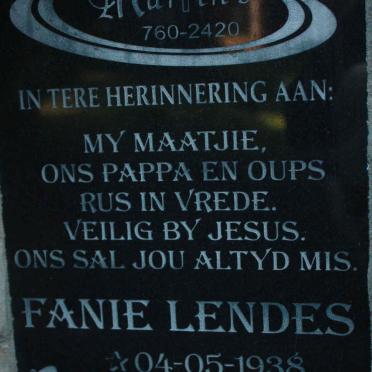 760-2420
IN TERE HERINNERING AAN:
MY MAATJIE,
ONS PAPPA EN OUPS
RUS IN VREDE.
VEILIG BY JESUS.
ONS SAL JOU ALTYD MIS.
FANIE LENDES
☆04-05-1938